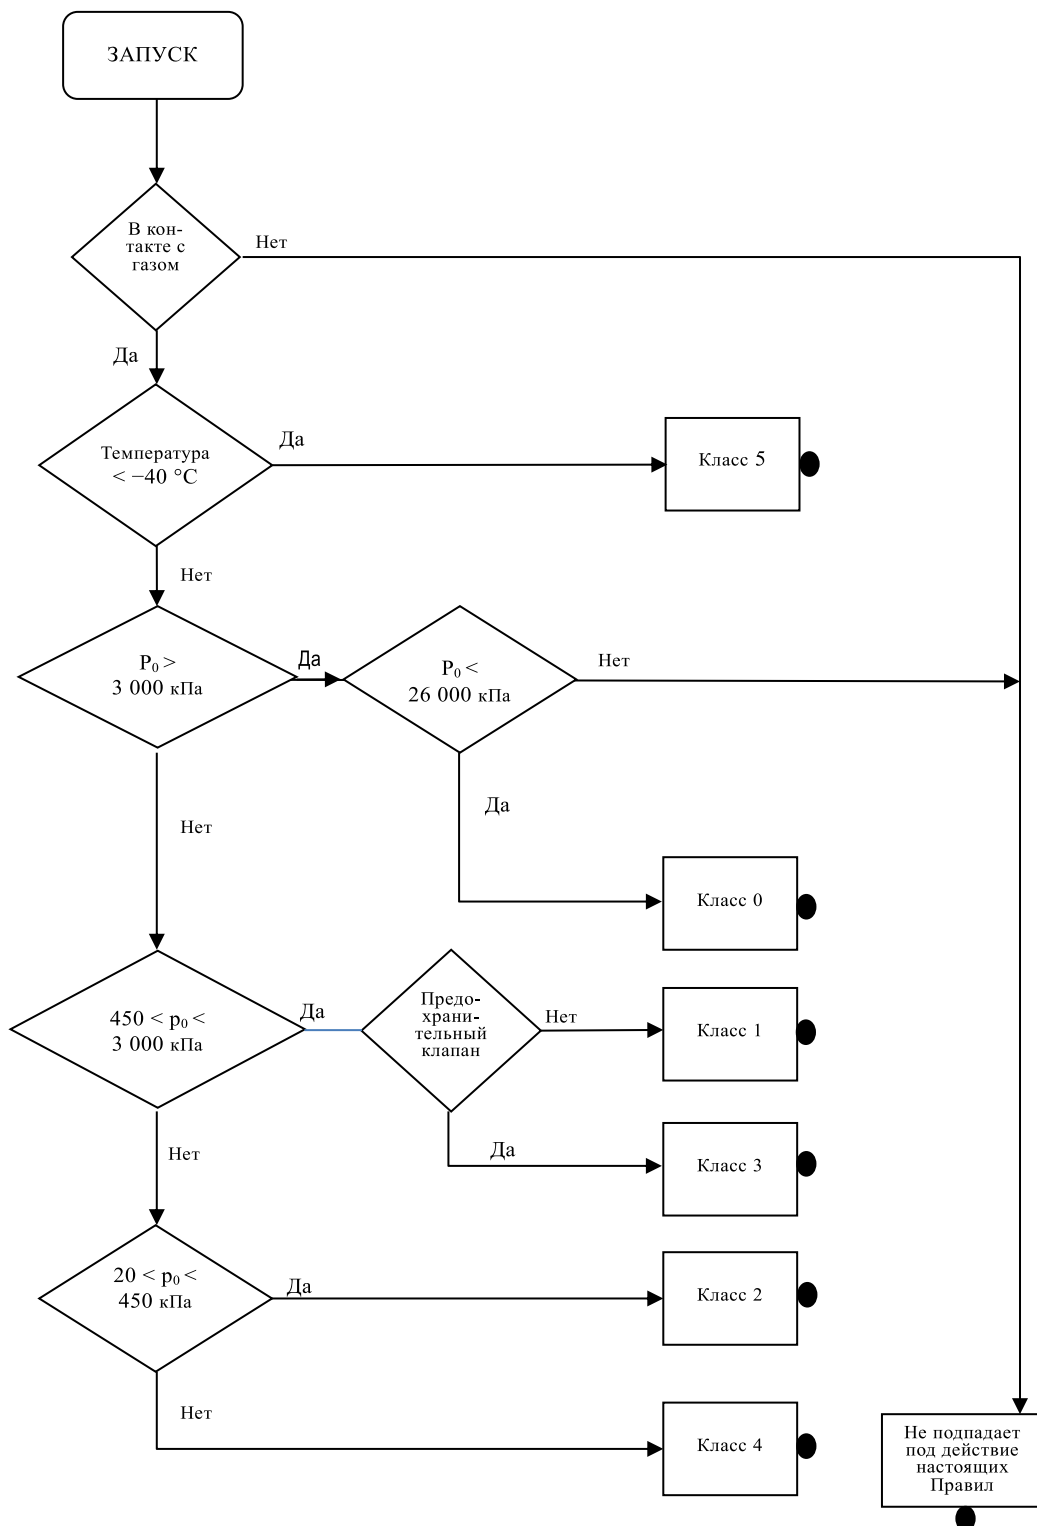 ЗАПУСК
В кон-
такте с
газом
Нет
Да
Температура
< −40 °C
Да
Класс 5
Нет
P₀ >
3 000 кПа
Да
P₀ <
26 000 кПа
Нет
Да
Нет
Класс 0
450 < p₀ <
3 000 кПа
Да
Предо-
хранi-
тельный
клапан
Нет
Класс 1
Да
Класс 3
Нет
20 < p₀ <
450 кПа
Да
Класс 2
Нет
Класс 4
Не подпадает
под действие
настоящих
Правил